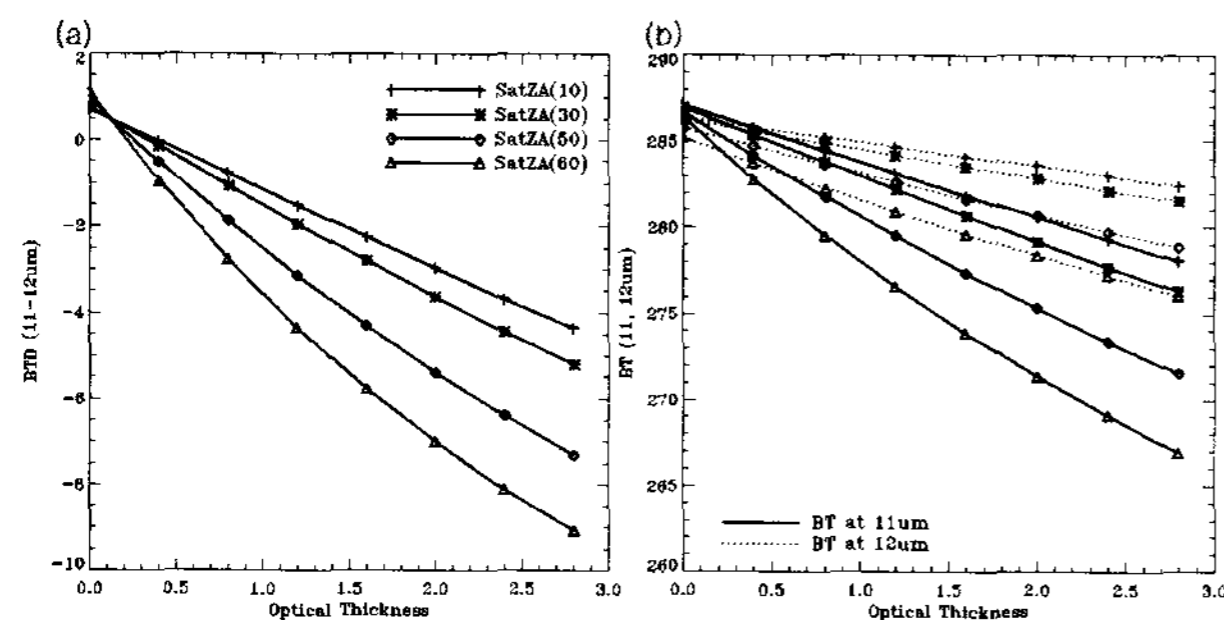 (a)
2
0
-2
-4
-6
-8
-10
BTD (11-12um)
SatZA(10)
SatZA(30)
SatZA(50)
SatZA(60)
0.0 0.5 1.0 1.5 2.0 2.5 3.0
Optical Thickness
(b)
290
285
280
275
270
265
260
BT (11, 12um)
BT at 11um
BT at 12um
0.0 0.5 1.0 1.5 2.0 2.5 3.0
Optical Thickness